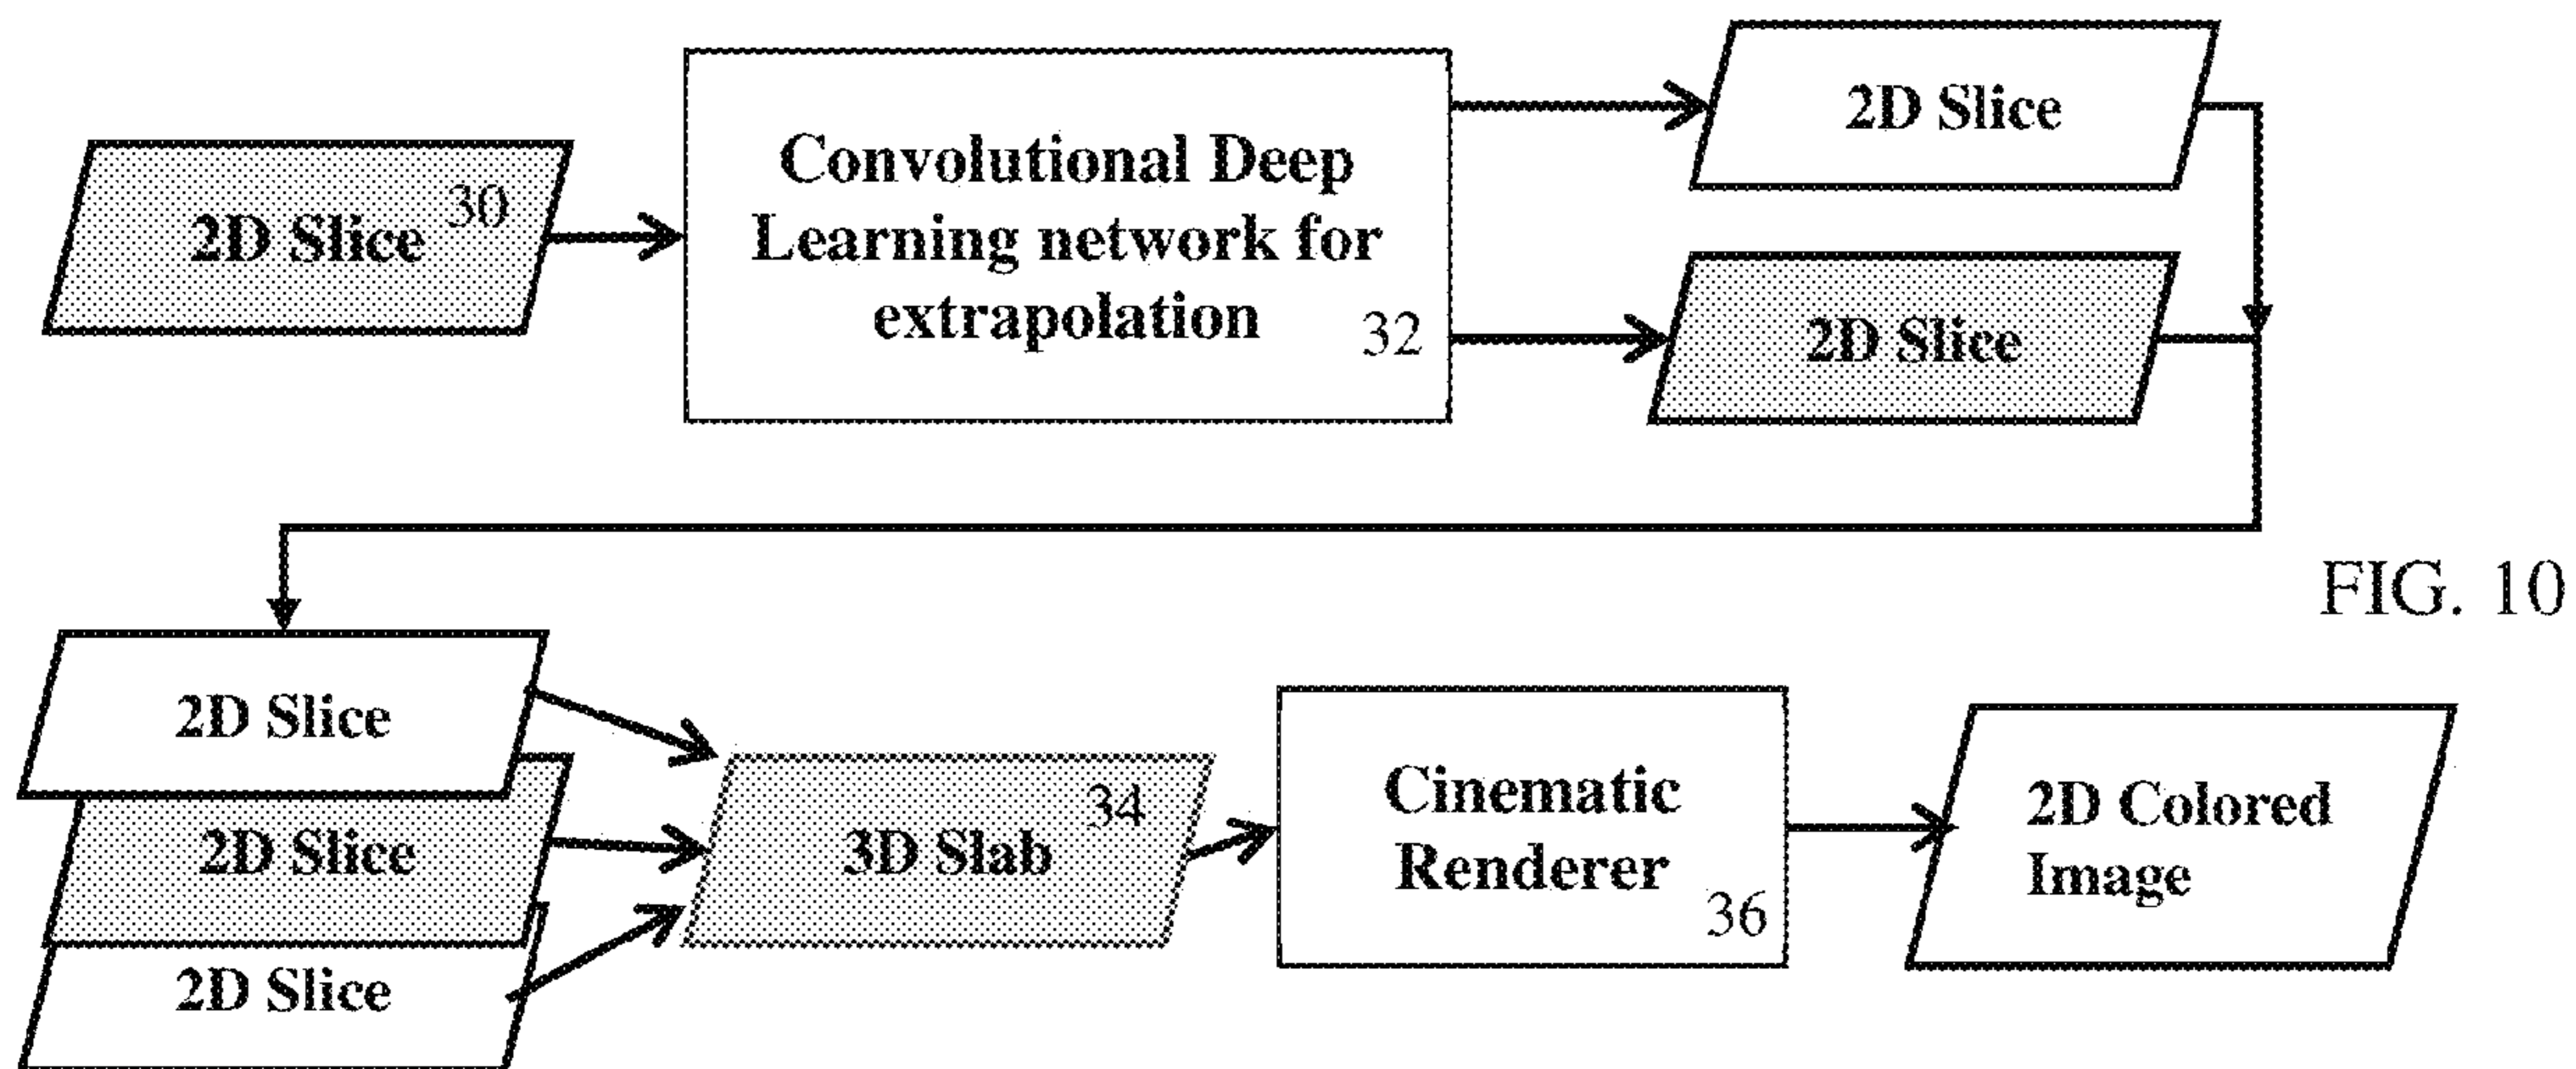 2D Slice 30
Convolutional Deep
Learning network for
extrapolation 32
2D Slice
2D Slice
FIG. 10
2D Slice
2D Slice
2D Slice
3D Slab 34
Cinematic
Renderer
36
2D Colored
Image